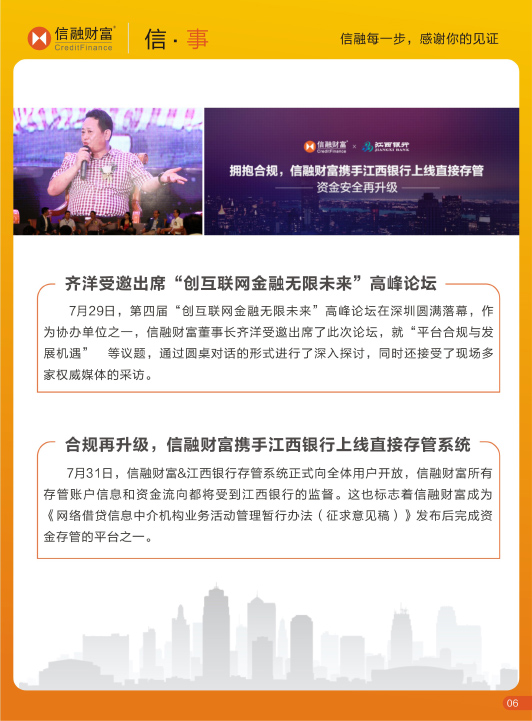 信融财富®
CreditFinance
信·事
信融每一步，感谢你的见证
信融财富® × 江西银行
CreditFinance JIANGXI BANK
拥抱合规，信融财富携手江西银行上线直接存管
资金安全再升级
齐洋受邀出席“创互联网金融无限未来”高峰论坛
7月29日，第四届“创互联网金融无限未来”高峰论坛在深圳圆满落幕，作
为协办单位之一，信融财富董事长齐洋受邀出席了此次论坛，就“平台合规与发
展机遇” 等议题，通过圆桌对话的形式进行了深入探讨，同时还接受了现场多
家权威媒体的采访。
合规再升级，信融财富携手江西银行上线直接存管系统
7月31日，信融财富&江西银行存管系统正式向全体用户开放，信融财富所有
存管账户信息和资金流向都将受到江西银行的监督。这也标志着信融财富成为
《网络借贷信息中介机构业务活动管理暂行办法（征求意见稿）》发布后完成资
金存管的平台之一。
06